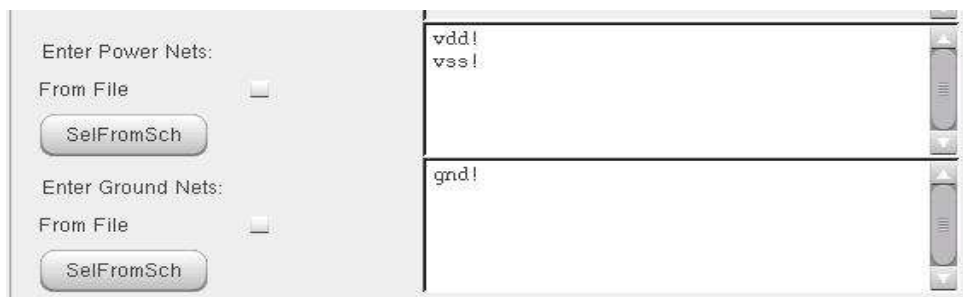 Enter Power Nets:
vdd!
vss!
From File
SelFromSch
Enter Ground Nets:
gnd!
From File
SelFromSch